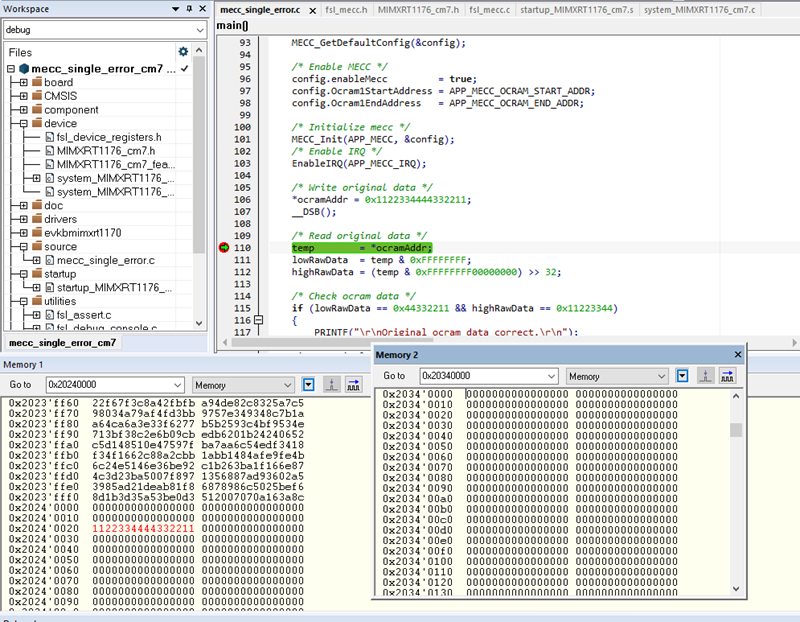 Workspace
debug
Files
mecc_single_error_cm7 ...
board
CMSIS
component
device
fsl_device_registers.h
MIMXRT1176_cm7.h
MIMXRT1176_cm7_fea...
system_MIMXRT1176_...
system_MIMXRT1176_...
doc
drivers
evkbmimxrt1170
source
mecc_single_error.c
startup
startup_MIMXRT1176_...
utilities
fsl_assert.c
fsl_debug_console.c
mecc_single_error_cm7
mecc_single_error.c × fsl_mecc.h MIMXRT1176_cm7.h fsl_mecc.c startup_MIMXRT1176_cm7.s system_MIMXRT1176_cm7.c
main()
93 MECC_GetDefaultConfig(&config);
94
95 /* Enable MECC */
96 config.enableMecc = true;
97 config.Ocram1StartAddress = APP_MECC_OCRAM_START_ADDR;
98 config.Ocram1EndAddress = APP_MECC_OCRAM_END_ADDR;
99
100 /* Initialize mecc */
101 MECC_Init(APP_MECC, &config);
102 /* Enable IRQ */
103 EnableIRQ(APP_MECC_IRQ);
104
105 /* Write original data */
106 *ocramAddr = 0x1122334444332211;
107 __DSB();
108
109 /* Read original data */
110 temp = *ocramAddr;
111 lowRawData = temp & 0xFFFFFFFF;
112 highRawData = (temp & 0xFFFFFFFF00000000) >> 32;
113
114 /* Check ocram data */
115 if (lowRawData == 0x44332211 && highRawData == 0x11223344)
116 {
117 PRINTF("\r\nOriginal ocram data correct.\r\n");
Memory 1
Go to 0x20240000 Memory
0x2023'ff60 22f67f3c8a42fbfb a94de82c8325a7c5
0x2023'ff70 98034a79af4fd3bb 9757e349348c7b1a
0x2023'ff80 a64ca6a3e33f6277 b5b2593c4bf9534e
0x2023'ff90 713bf38c2e6b09cb edb6201b24240652
0x2023'ffa0 c5d148510e47597f ba7aa6c54edf3418
0x2023'ffb0 f34f1662c88a2cbb 1abb1484afe9fe4b
0x2023'ffc0 6c24e5146e36be92 c1b263ba1f166e87
0x2023'ffd0 4c3d23ba5007f897 1356887ad93602a5
0x2023'ffe0 3985ad21deab81f8 6878986c5025bef6
0x2023'fff0 8d1b3d35a53be0d3 512007070a163a8c
0x2024'0000 0000000000000000 0000000000000000
0x2024'0010 0000000000000000 0000000000000000
0x2024'0020 1122334444332211 0000000000000000
0x2024'0030 0000000000000000 0000000000000000
0x2024'0040 0000000000000000 0000000000000000
0x2024'0050 0000000000000000 0000000000000000
0x2024'0060 0000000000000000 0000000000000000
0x2024'0070 0000000000000000 0000000000000000
0x2024'0080 0000000000000000 0000000000000000
0x2024'0090 0000000000000000 0000000000000000
Memory 2
Go to 0x20340000 Memory
0x2034'0000 0000000000000000 0000000000000000
0x2034'0010 0000000000000000 0000000000000000
0x2034'0020 0000000000000000 0000000000000000
0x2034'0030 0000000000000000 0000000000000000
0x2034'0040 0000000000000000 0000000000000000
0x2034'0050 0000000000000000 0000000000000000
0x2034'0060 0000000000000000 0000000000000000
0x2034'0070 0000000000000000 0000000000000000
0x2034'0080 0000000000000000 0000000000000000
0x2034'0090 0000000000000000 0000000000000000
0x2034'00a0 0000000000000000 0000000000000000
0x2034'00b0 0000000000000000 0000000000000000
0x2034'00c0 0000000000000000 0000000000000000
0x2034'00d0 0000000000000000 0000000000000000
0x2034'00e0 0000000000000000 0000000000000000
0x2034'00f0 0000000000000000 0000000000000000
0x2034'0100 0000000000000000 0000000000000000
0x2034'0110 0000000000000000 0000000000000000
0x2034'0120 0000000000000000 0000000000000000
0x2034'0130 0000000000000000 0000000000000000